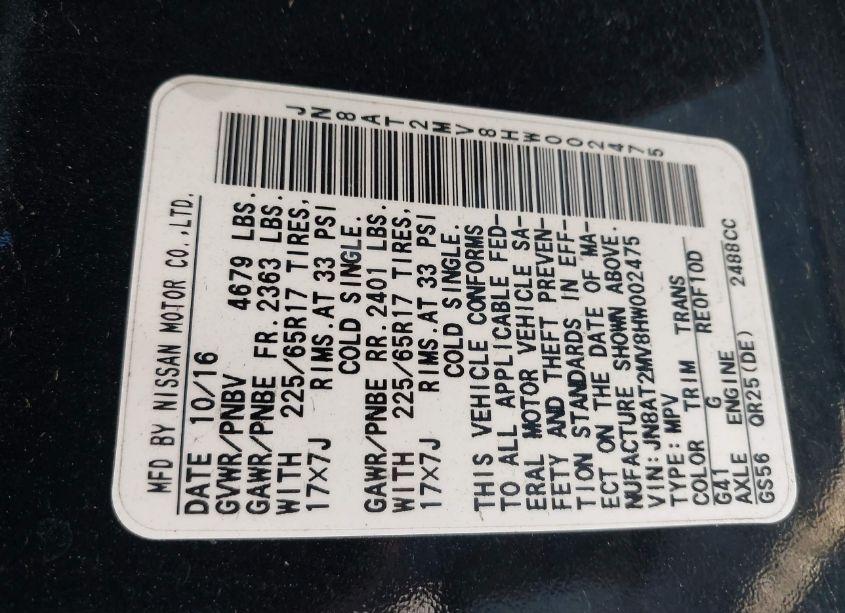 MFD BY NISSAN MOTOR CO.,LTD.
DATE 10/16
GVWR/PNBV 4679 LBS.
GAWR/PNBE FR. 2363 LBS.
WITH 225/65R17 TIRES,
17X7J RIMS.AT 33 PSI
COLD SINGLE.
GAWR/PNBE RR. 2401 LBS.
WITH 225/65R17 TIRES,
17X7J RIMS.AT 33 PSI
COLD SINGLE.
THIS VEHICLE CONFORMS
TO ALL APPLICABLE FED-
ERAL MOTOR VEHICLE SA-
FETY AND THEFT PREVEN-
TION STANDARDS IN EFF-
ECT ON THE DATE OF MA-
NUFACTURE SHOWN ABOVE.
VIN: JN8AT2MV8HW002475
TYPE: MPV
COLOR TRIM TRANS
G41 G RE0F10D
AXLE ENGINE
GS56 QR25(DE) 2488CC
JN8AT2MV8HW002475